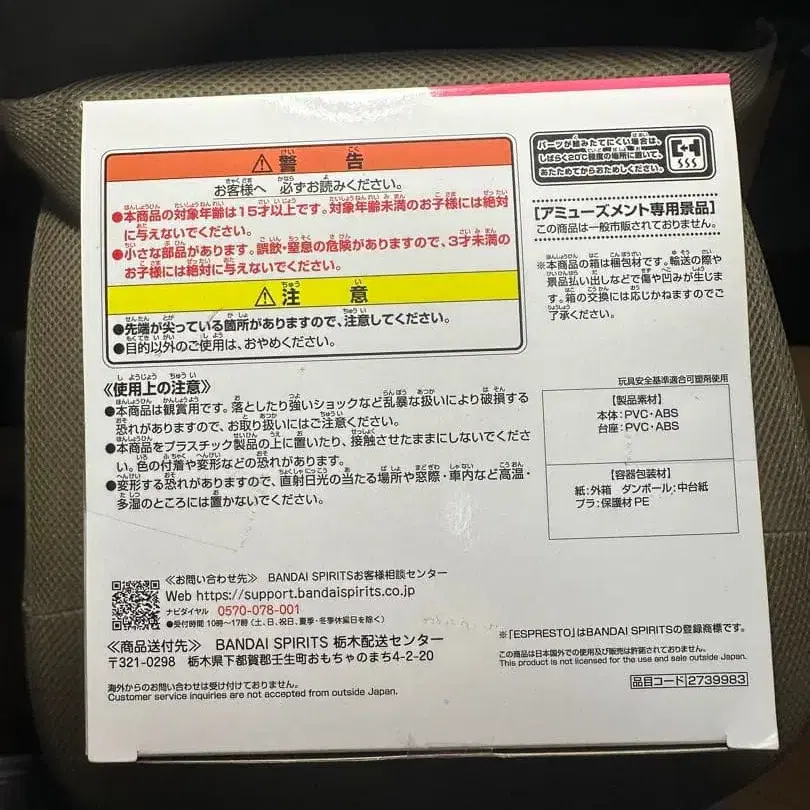 ⚠警告
お客様へ 必ずお読みください。
●本商品の対象年齢は15才以上です。対象年齢未満のお子様には絶対
に与えないでください。
●小さな部品があります。誤飲・窒息の危険がありますので、3才未満の
お子様には絶対に与えないでください。
⚠注意
●先端が尖っている箇所がありますので、注意してください。
●目的以外のご使用は、おやめください。
《使用上の注意》
●本商品は観賞用です。落としたり強いショックなど乱暴な扱いにより破損する
恐れがありますので、お取り扱いにはご注意ください。
●本商品をプラスチック製品の上に置いたり、接触させたままにしないでくださ
い。色の付着や変形などの恐れがあります。
●変形する恐れがありますので、直射日光の当たる場所や窓際・車内など高温・
多湿のところには置かないでください。
パーツが組みたてにくい場合は、
しばらく20℃程度の場所に置いて、
あたためてからおためしください。
[アミューズメント専用景品]
この商品は一般市販されておりません。
※本商品の箱は梱包材です。輸送の際や
景品払い出しなどで傷や凹みが生じま
す。箱の交換には応じかねますのでご
了承ください。
玩具安全基準適合可塑剤使用
【製品素材】
本体:PVC・ABS
台座:PVC・ABS
【容器包装材】
紙:外箱 ダンボール:中台紙
プラ:保護材PE
≪お問い合わせ先≫ BANDAI SPIRITSお客様相談センター
Web https://support.bandaispirits.co.jp
ナビダイヤル 0570-078-001
●受付時間 10時〜17時(土、日、祝日、夏季・冬季休業日を除く)
≪商品送付先≫ BANDAI SPIRITS 栃木配送センター
〒321-0298 栃木県下都賀郡壬生町おもちゃのまち4-2-20
海外からのお問い合わせは受け付けておりません。
Customer service inquiries are not accepted from outside Japan.
※「ESPRESTO」はBANDAI SPIRITSの登録商標です。
この商品は日本国外での使用及び販売は許諾されておりません。
This product is not licensed for the use and sale outside Japan.
品目コード 2739983